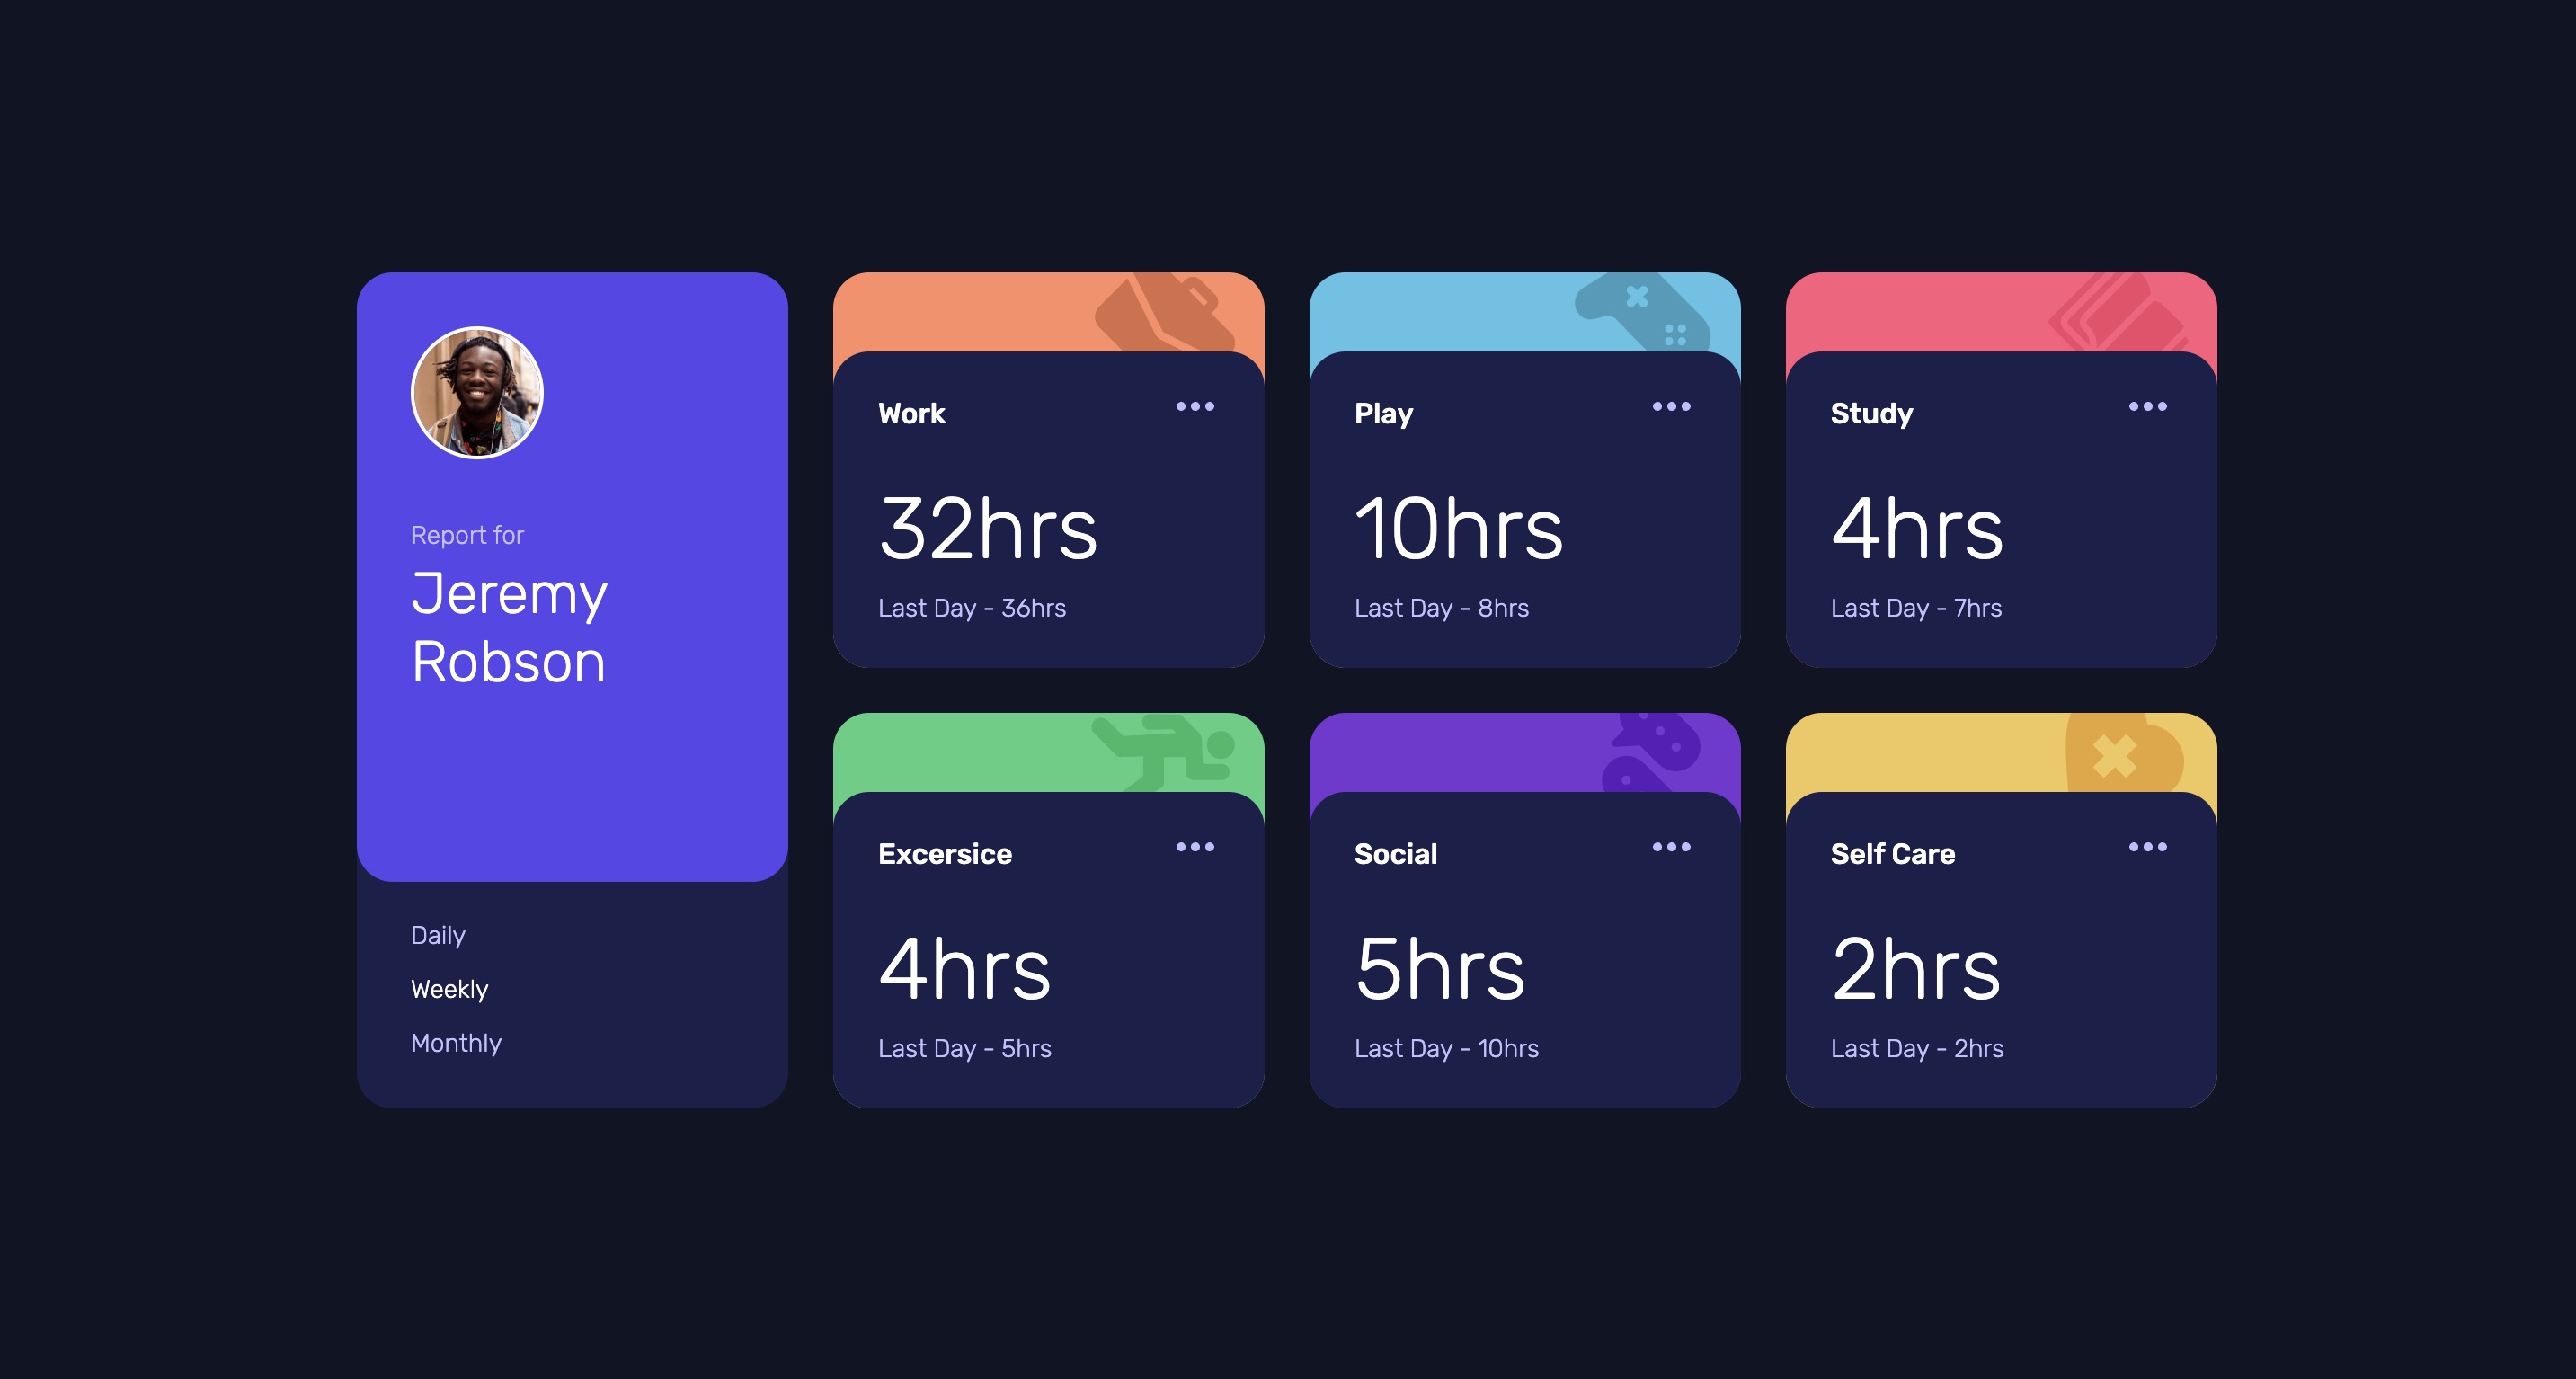 Report for
Jeremy
Robson
Daily
Weekly
Monthly
Work
32hrs
Last Day - 36hrs
Play
10hrs
Last Day - 8hrs
Study
4hrs
Last Day - 7hrs
Excersice
4hrs
Last Day - 5hrs
Social
5hrs
Last Day - 10hrs
Self Care
2hrs
Last Day - 2hrs